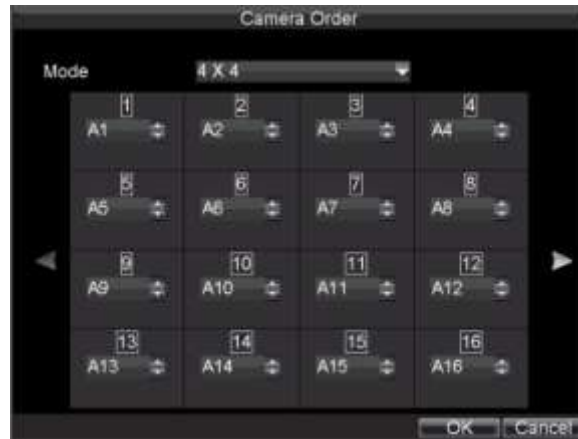 Camera Order
Mode 4 X 4
1 2 3 4
A1 A2 A3 A4
5 6 7 8
A5 A6 A7 A8
9 10 11 12
A9 A10 A11 A12
13 14 15 16
A13 A14 A15 A16
OK Cancel